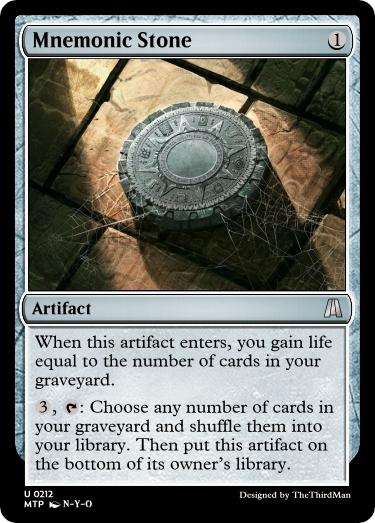 Mnemonic Stone 1
Artifact
When this artifact enters, you gain life
equal to the number of cards in your
graveyard.
3, : Choose any number of cards in
your graveyard and shuffle them into
your library. Then put this artifact on
the bottom of its owner's library.
U 0212
MTP N-Y-O
Designed by TheThirdMan